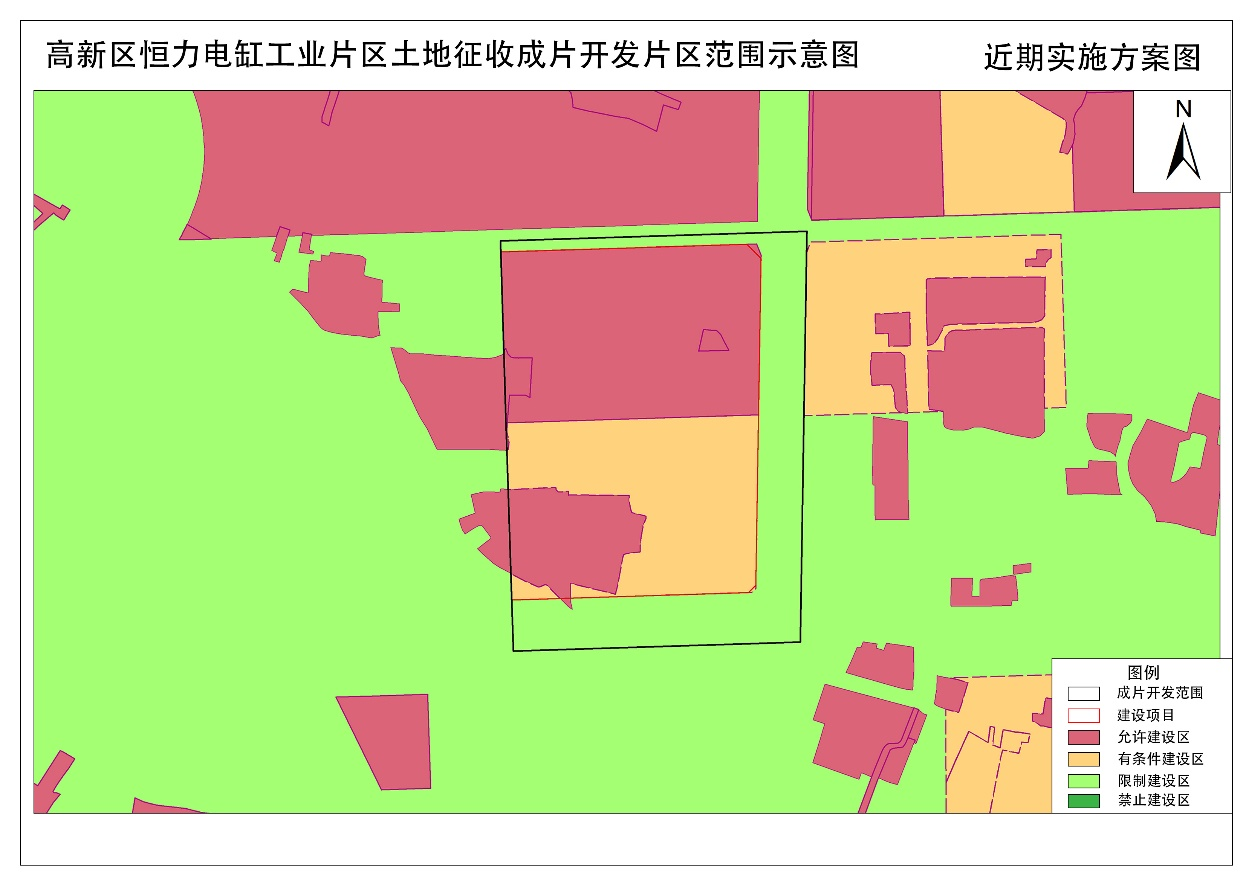 高新区恒力电缸工业片区土地征收成片开发片区范围示意图
近期实施方案图
N
图例
成片开发范围
建设项目
允许建设区
有条件建设区
限制建设区
禁止建设区